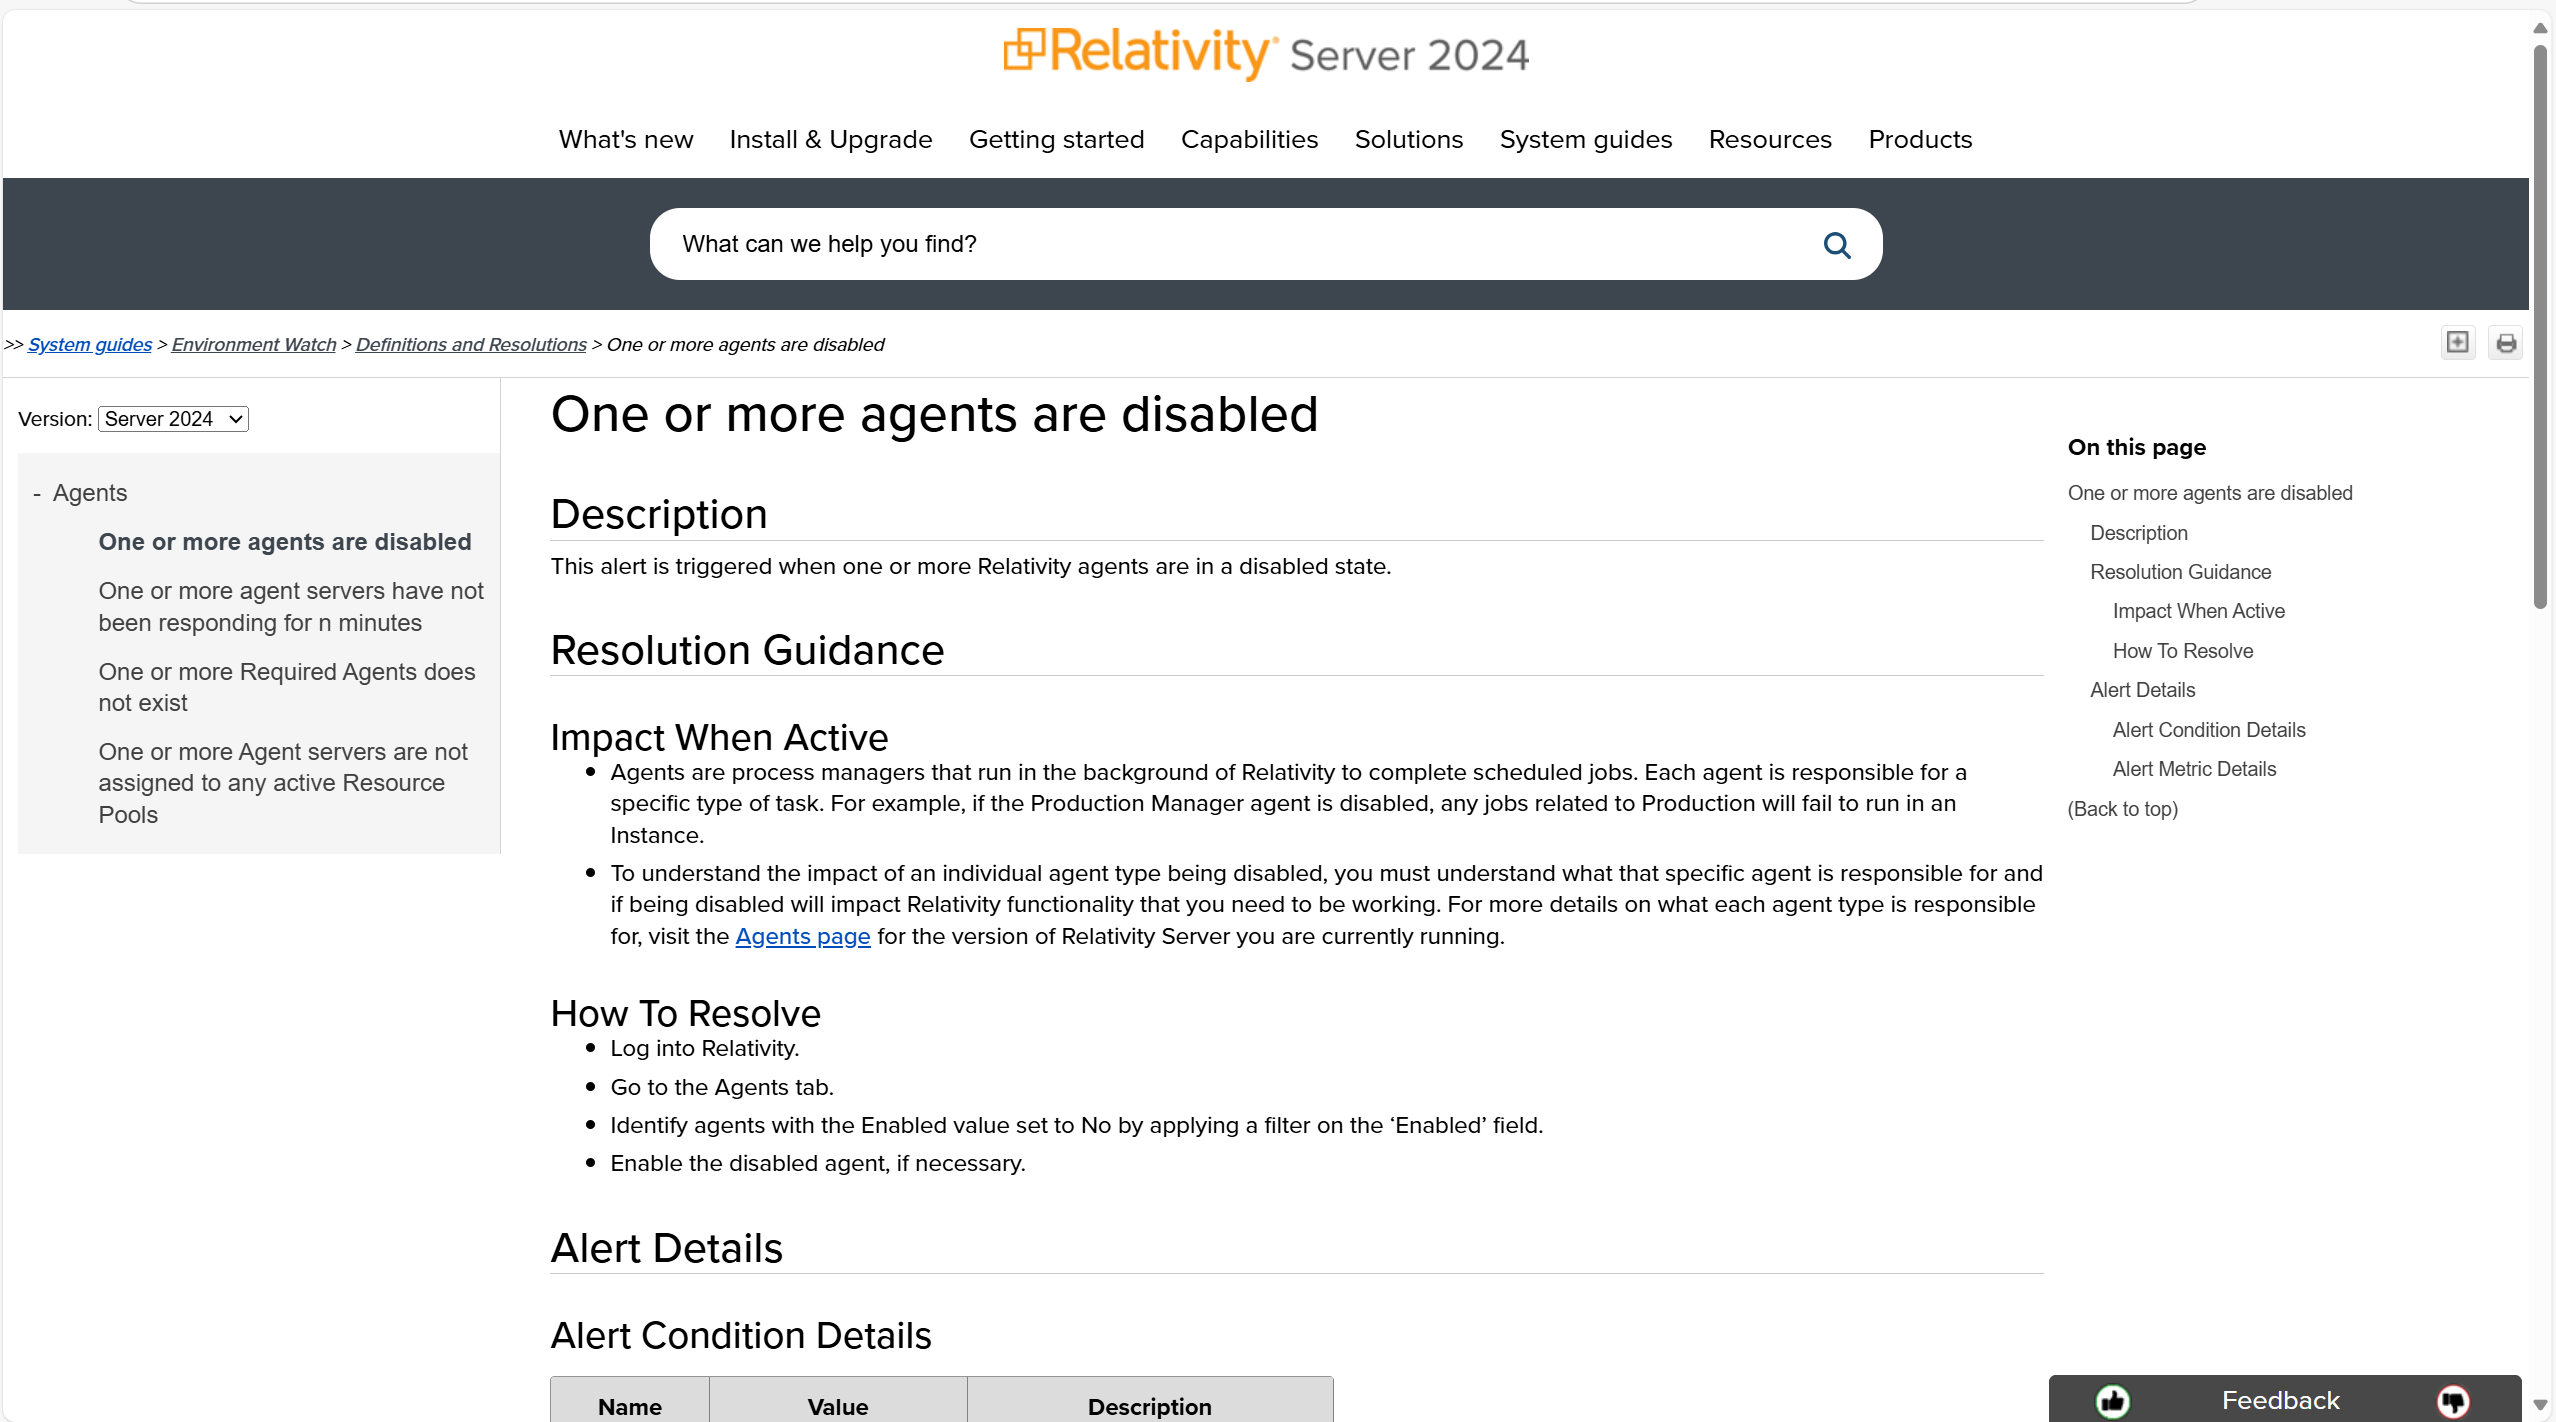 Relativity Server 2024
What's new Install & Upgrade Getting started Capabilities Solutions System guides Resources Products
What can we help you find?
>> System guides > Environment Watch > Definitions and Resolutions > One or more agents are disabled
Version: Server 2024
- Agents
One or more agents are disabled
One or more agent servers have not
been responding for n minutes
One or more Required Agents does
not exist
One or more Agent servers are not
assigned to any active Resource
Pools
One or more agents are disabled
Description
This alert is triggered when one or more Relativity agents are in a disabled state.
Resolution Guidance
Impact When Active
• Agents are process managers that run in the background of Relativity to complete scheduled jobs. Each agent is responsible for a
specific type of task. For example, if the Production Manager agent is disabled, any jobs related to Production will fail to run in an
Instance.
• To understand the impact of an individual agent type being disabled, you must understand what that specific agent is responsible for and
if being disabled will impact Relativity functionality that you need to be working. For more details on what each agent type is responsible
for, visit the Agents page for the version of Relativity Server you are currently running.
How To Resolve
• Log into Relativity.
• Go to the Agents tab.
• Identify agents with the Enabled value set to No by applying a filter on the ‘Enabled’ field.
• Enable the disabled agent, if necessary.
Alert Details
Alert Condition Details
Name Value Description
On this page
One or more agents are disabled
Description
Resolution Guidance
Impact When Active
How To Resolve
Alert Details
Alert Condition Details
Alert Metric Details
(Back to top)
Feedback